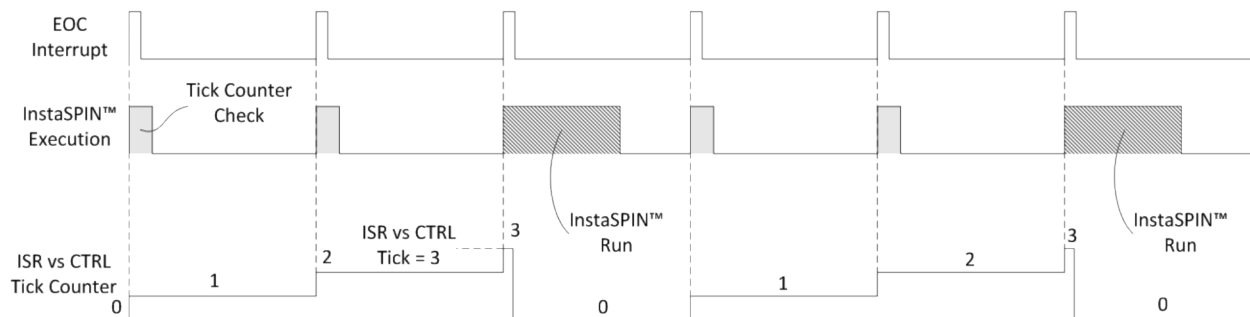 EOC
Interrupt
Tick Counter
Check
InstaSPIN™
Execution
InstaSPIN™
Run
InstaSPIN™
Run
ISR vs CTRL
Tick = 3
3
3
2
2
1
1
ISR vs CTRL
Tick Counter
0
0
0